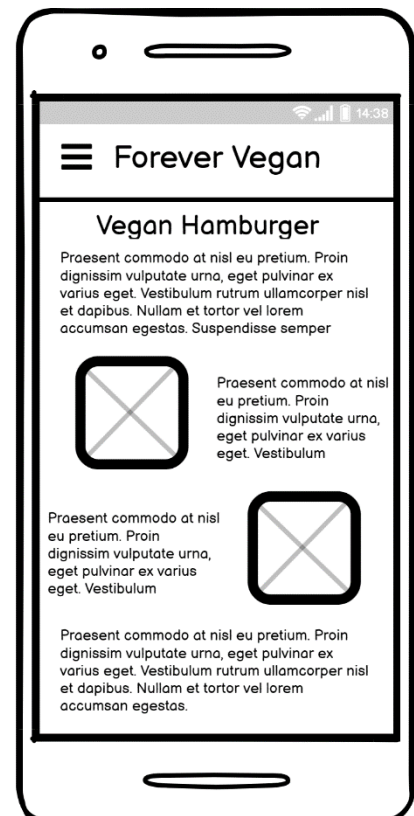 14:38
Forever Vegan
Vegan Hamburger
Praesent commodo at nisl eu pretium. Proin
dignissim vulputate urna, eget pulvinar ex
varius eget. Vestibulum rutrum ullamcorper nisl
et dapibus. Nullam et tortor vel lorem
accumsan egestas. Suspendisse semper
Praesent commodo at nisl
eu pretium. Proin
dignissim vulputate urna,
eget pulvinar ex varius
eget. Vestibulum
Praesent commodo at nisl
eu pretium. Proin
dignissim vulputate urna,
eget pulvinar ex varius
eget. Vestibulum
Praesent commodo at nisl eu pretium. Proin
dignissim vulputate urna, eget pulvinar ex
varius eget. Vestibulum rutrum ullamcorper nisl
et dapibus. Nullam et tortor vel lorem
accumsan egestas.